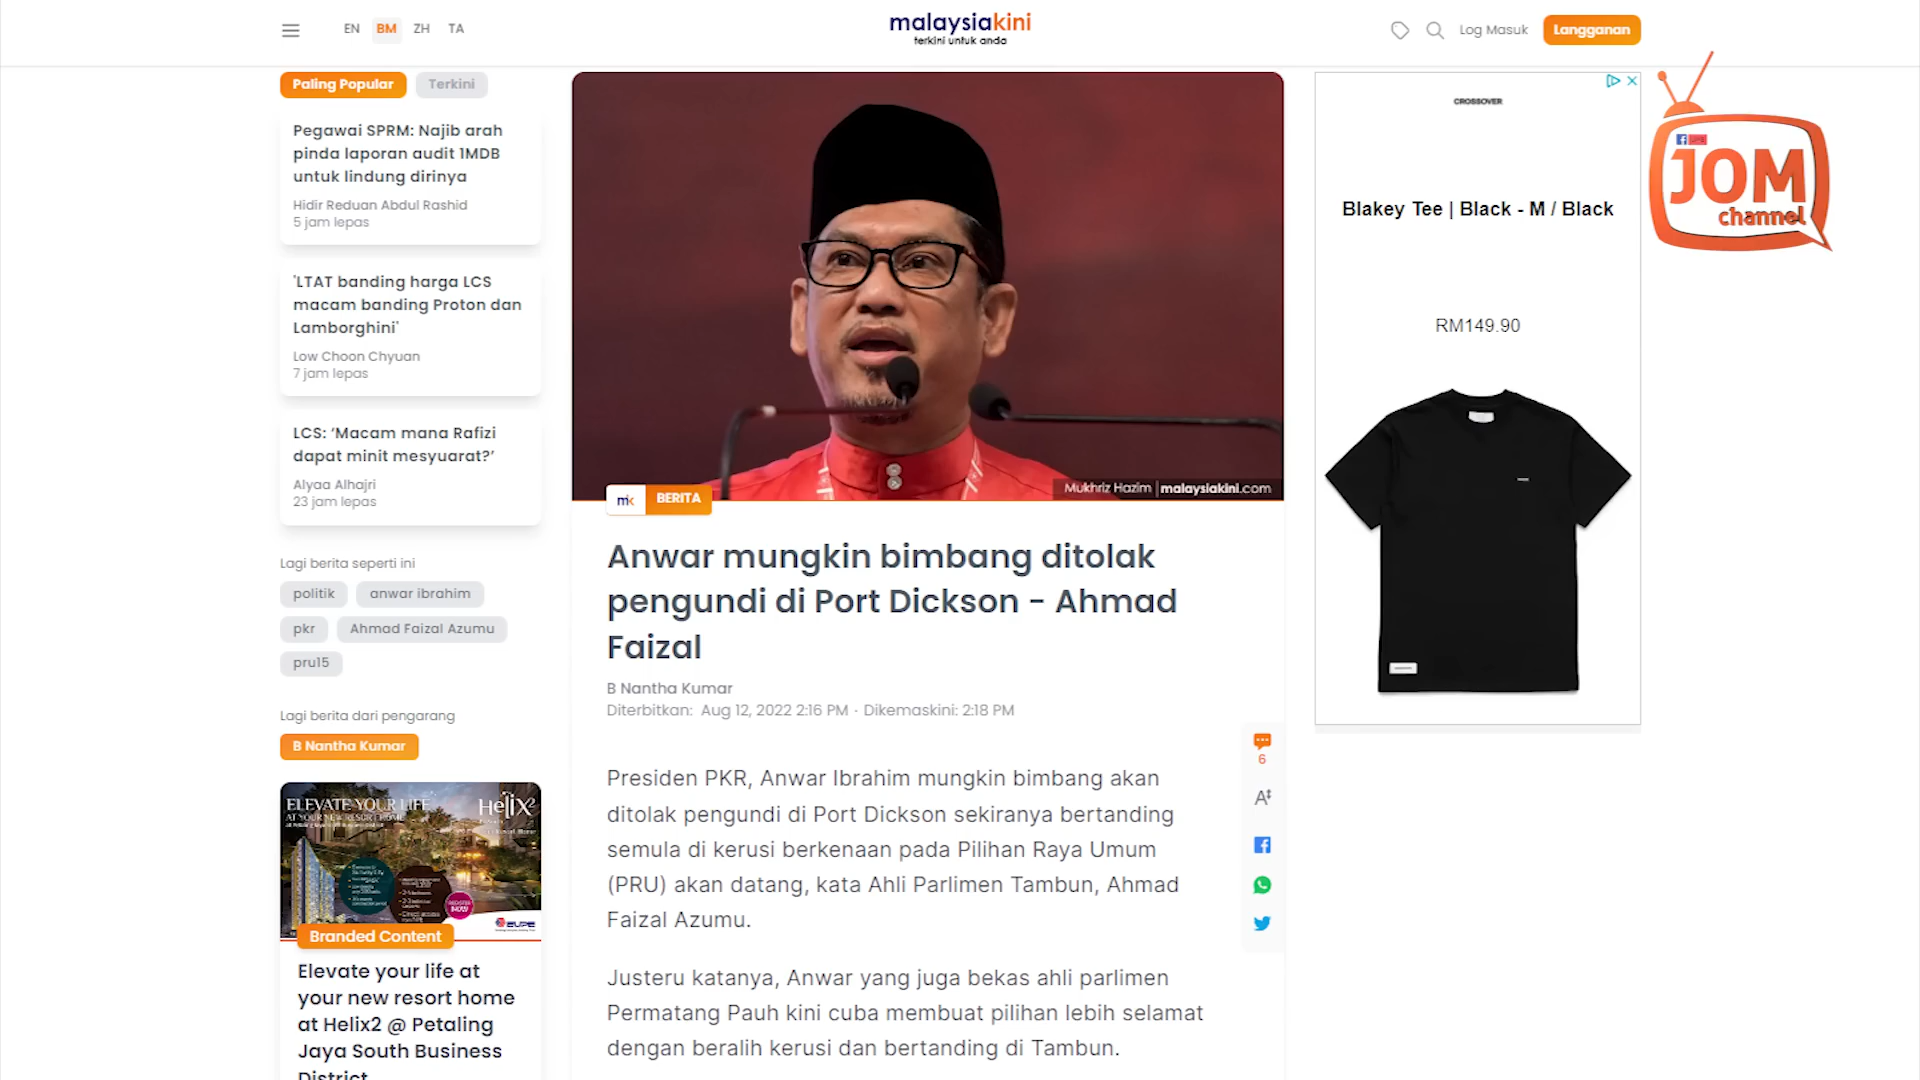 EN BM ZH TA
malaysiakini
terkini untuk anda
Log Masuk
Langganan
Paling Popular
Terkini
Pegawai SPRM: Najib arah
pinda laporan audit 1MDB
untuk lindung dirinya
Hidir Reduan Abdul Rashid
5 jam lepas
'LTAT banding harga LCS
macam banding Proton dan
Lamborghini'
Low Choon Chyuan
7 jam lepas
LCS: ‘Macam mana Rafizi
dapat minit mesyuarat?’
Alyaa Alhajri
23 jam lepas
Lagi berita seperti ini
politik
anwar ibrahim
pkr
Ahmad Faizal Azumu
pru15
Lagi berita dari pengarang
B Nantha Kumar
ELEVATE YOUR LIFE
AT YOUR NEW RESORT HOME
Helix²
REGISTER
NOW
EUPE
Branded Content
Elevate your life at
your new resort home
at Helix2 @ Petaling
Jaya South Business
District
Mukhriz Hazim | malaysiakini.com
mk BERITA
Anwar mungkin bimbang ditolak
pengundi di Port Dickson - Ahmad
Faizal
B Nantha Kumar
Diterbitkan: Aug 12, 2022 2:16 PM · Dikemaskini: 2:18 PM
Presiden PKR, Anwar Ibrahim mungkin bimbang akan
ditolak pengundi di Port Dickson sekiranya bertanding
semula di kerusi berkenaan pada Pilihan Raya Umum
(PRU) akan datang, kata Ahli Parlimen Tambun, Ahmad
Faizal Azumu.
Justeru katanya, Anwar yang juga bekas ahli parlimen
Permatang Pauh kini cuba membuat pilihan lebih selamat
dengan beralih kerusi dan bertanding di Tambun.
6
A
CROSSOVER
Blakey Tee | Black - M / Black
RM149.90
JOM
channel